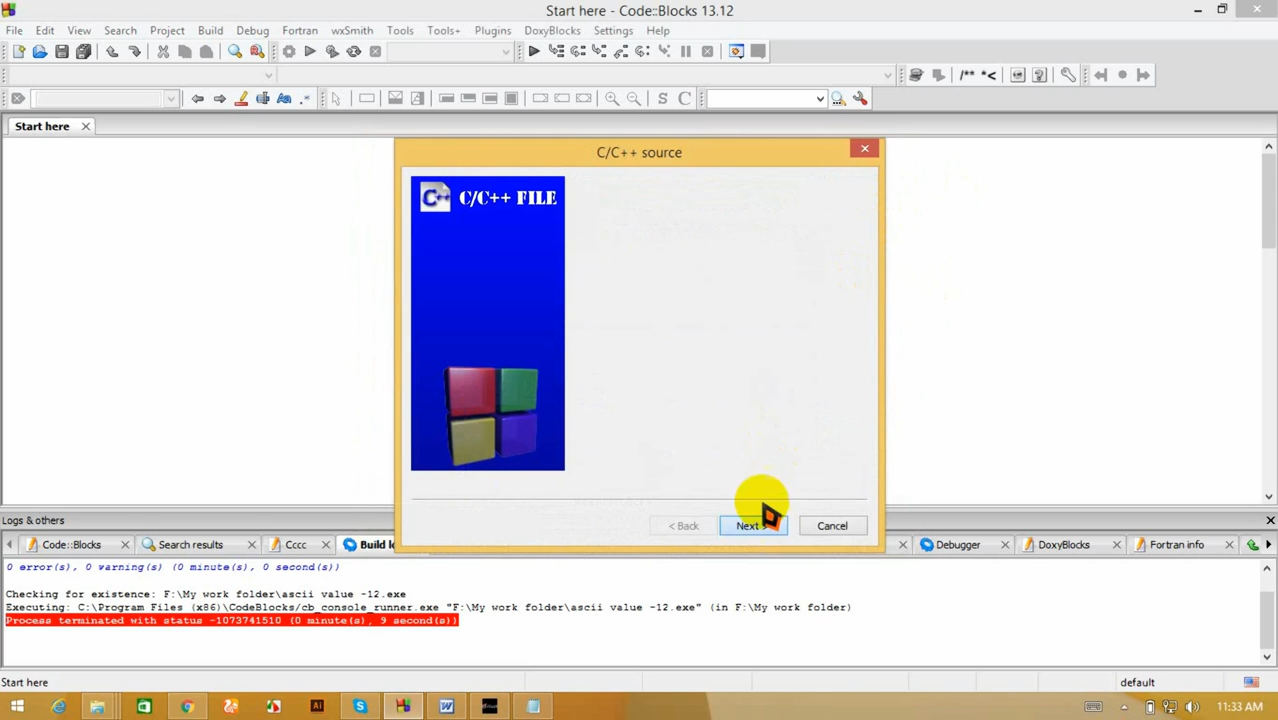 Start here - Code::Blocks 13.12
File Edit View Search Project Build Debug Fortran wxSmith Tools Tools+ Plugins DoxyBlocks Settings Help
/** *<
S C
Start here
C/C++ source
C++ C/C++ FILE
< Back Next > Cancel
Logs & others
Code::Blocks Search results Cccc Build lo Debugger DoxyBlocks Fortran info
0 error(s), 0 warning(s) (0 minute(s), 0 second(s))
Checking for existence: F:\My work folder\ascii value -12.exe
Executing: C:\Program Files (x86)\CodeBlocks/cb_console_runner.exe "F:\My work folder\ascii value -12.exe" (in F:\My work folder)
Process terminated with status -1073741510 (0 minute(s), 9 second(s))
Start here default
11:33 AM